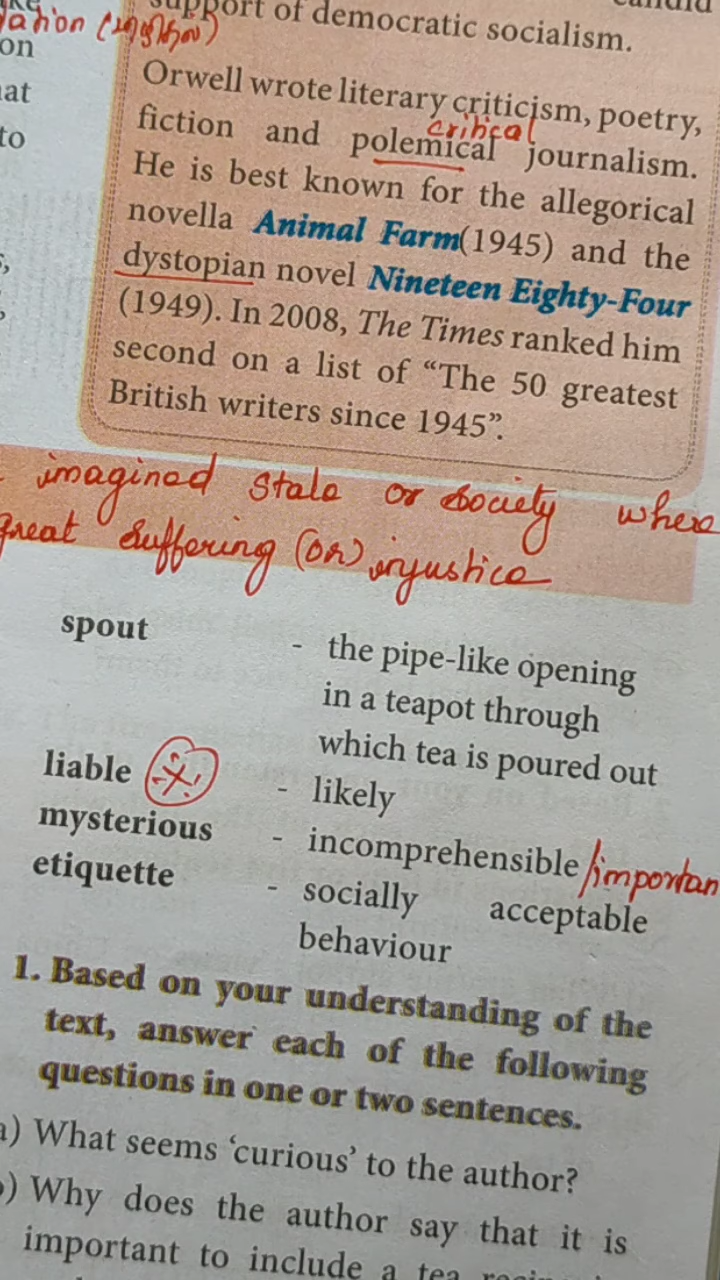 support of democratic socialism.
on
at
to
Orwell wrote literary criticism, poetry,
critical
fiction and polemical journalism.
He is best known for the allegorical
novella Animal Farm(1945) and the
dystopian novel Nineteen Eighty-Four
(1949). In 2008, The Times ranked him
second on a list of “The 50 greatest
British writers since 1945”.
imagined state or society where
great suffering (or) injustice
spout - the pipe-like opening
in a teapot through
which tea is poured out
liable - likely
mysterious - incomprehensible /importan
etiquette - socially acceptable
behaviour
1. Based on your understanding of the
text, answer each of the following
questions in one or two sentences.
a) What seems ‘curious’ to the author?
) Why does the author say that it is
important to include a tea